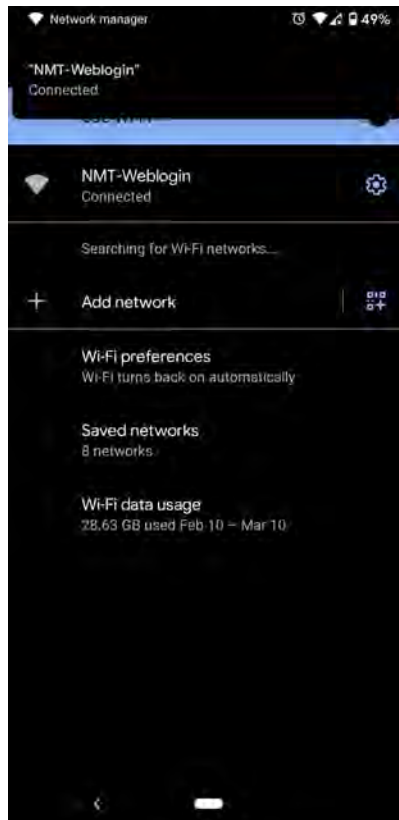 Network manager 49%
"NMT-Weblogin"
Connected
NMT-Weblogin
Connected
Searching for Wi-Fi networks...
Add network
Wi-Fi preferences
Wi-Fi turns back on automatically
Saved networks
8 networks
Wi-Fi data usage
28.63 GB used Feb 10 – Mar 10